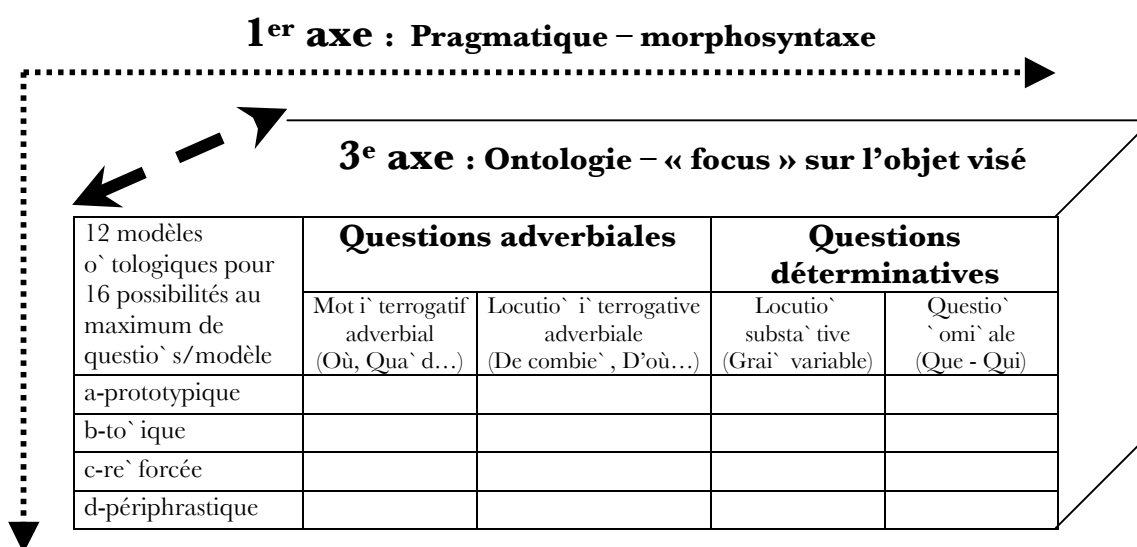 1er axe : Pragmatique – morphosyntaxe
3e axe : Ontologie – « focus » sur l'objet visé
12 modèles
o` tologiques pour
16 possibilités au
maximum de
questio` s/modèle
Questions adverbiales
Questions
déterminatives
Mot i` terrogatif
adverbial
(Où, Qua` d…)
Locutio` i` terrogative
adverbiale
(De combie` , D'où…)
Locutio`
substa` tive
(Grai` variable)
Questio`
` omi` ale
(Que - Qui)
a-prototypique
b-to` ique
c-re` forcée
d-périphrastique